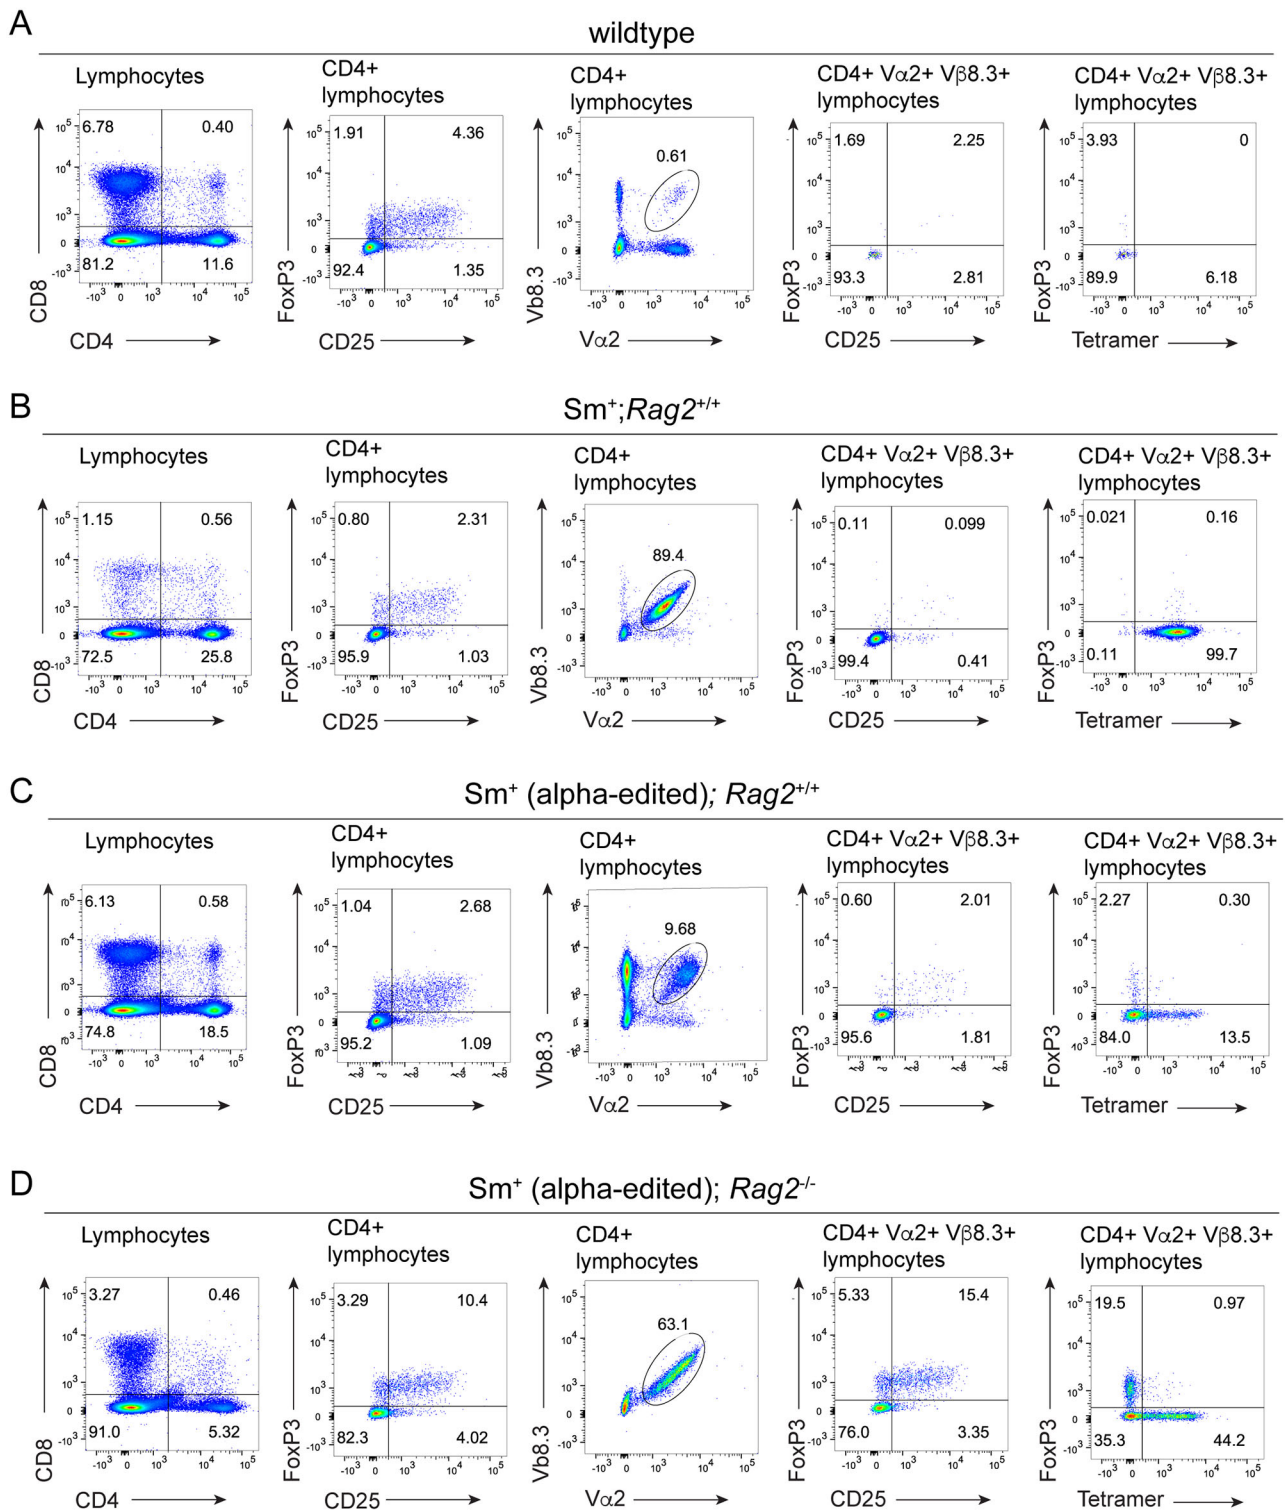 A
wildtype
Lymphocytes
CD4+
lymphocytes
CD4+
lymphocytes
CD4+ Vα2+ Vβ8.3+
lymphocytes
CD4+ Vα2+ Vβ8.3+
lymphocytes
6.78 0.40
81.2 11.6
CD8
CD4
1.91 4.36
92.4 1.35
FoxP3
CD25
0.61
Vb8.3
Vα2
1.69 2.25
93.3 2.81
FoxP3
CD25
3.93 0
89.9 6.18
FoxP3
Tetramer
B
Sm⁺;Rag2⁺/⁺
Lymphocytes
CD4+
lymphocytes
CD4+
lymphocytes
CD4+ Vα2+ Vβ8.3+
lymphocytes
CD4+ Vα2+ Vβ8.3+
lymphocytes
1.15 0.56
72.5 25.8
CD8
CD4
0.80 2.31
95.9 1.03
FoxP3
CD25
89.4
Vb8.3
Vα2
0.11 0.099
99.4 0.41
FoxP3
CD25
0.021 0.16
0.11 99.7
FoxP3
Tetramer
C
Sm⁺ (alpha-edited); Rag2⁺/⁺
Lymphocytes
CD4+
lymphocytes
CD4+
lymphocytes
CD4+ Vα2+ Vβ8.3+
lymphocytes
CD4+ Vα2+ Vβ8.3+
lymphocytes
6.13 0.58
74.8 18.5
CD8
CD4
1.04 2.68
95.2 1.09
FoxP3
CD25
9.68
Vb8.3
Vα2
0.60 2.01
95.6 1.81
FoxP3
CD25
2.27 0.30
84.0 13.5
FoxP3
Tetramer
D
Sm⁺ (alpha-edited); Rag2⁻/⁻
Lymphocytes
CD4+
lymphocytes
CD4+
lymphocytes
CD4+ Vα2+ Vβ8.3+
lymphocytes
CD4+ Vα2+ Vβ8.3+
lymphocytes
3.27 0.46
91.0 5.32
CD8
CD4
3.29 10.4
82.3 4.02
FoxP3
CD25
63.1
Vb8.3
Vα2
5.33 15.4
76.0 3.35
FoxP3
CD25
19.5 0.97
35.3 44.2
FoxP3
Tetramer